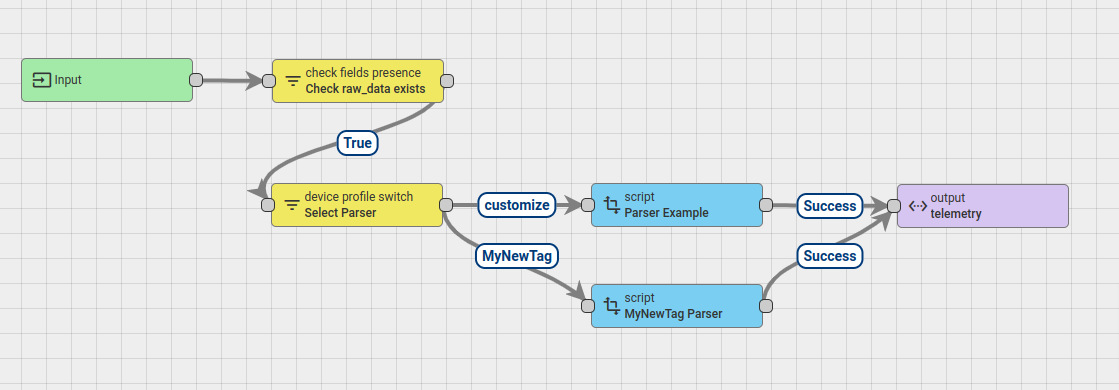 Input
check fields presence
Check raw_data exists
True
device profile switch
Select Parser
customize
script
Parser Example
Success
output
telemetry
MyNewTag
Success
script
MyNewTag Parser